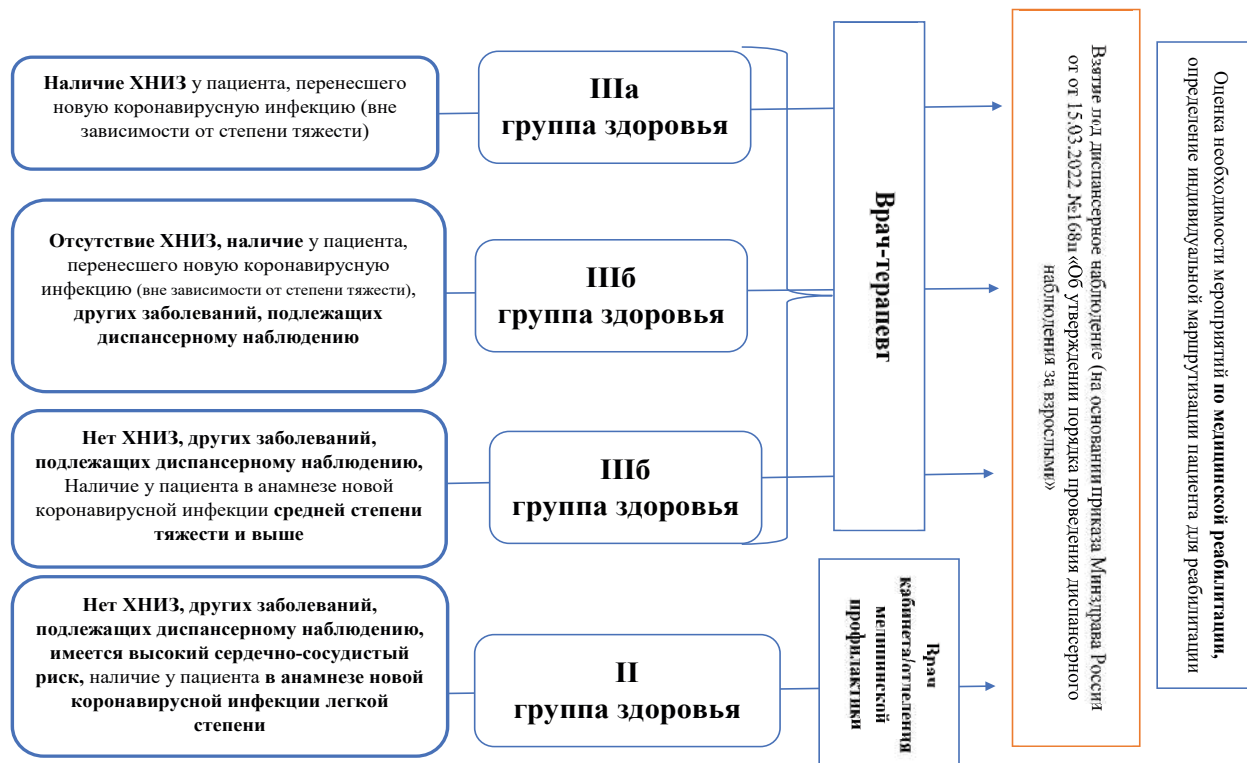 Наличие ХНИЗ у пациента, перенесшего
новую коронавирусную инфекцию (вне
зависимости от степени тяжести)
IIIа
группа здоровья
Отсутствие ХНИЗ, наличие у пациента,
перенесшего новую коронавирусную
инфекцию (вне зависимости от степени тяжести),
других заболеваний, подлежащих
диспансерному наблюдению
IIIб
группа здоровья
Нет ХНИЗ, других заболеваний,
подлежащих диспансерному наблюдению,
Наличие у пациента в анамнезе новой
коронавирусной инфекции средней степени
тяжести и выше
IIIб
группа здоровья
Нет ХНИЗ, других заболеваний,
подлежащих диспансерному наблюдению,
имеется высокий сердечно-сосудистый
риск, наличие у пациента в анамнезе новой
коронавирусной инфекции легкой
степени
II
группа здоровья
Врач-терапевт
Врач
кабинета/отделения
медицинской
профилактики
Взятие под диспансерное наблюдение (на основании приказа Минздрава России
от от 15.03.2022 №168н «Об утверждении порядка проведения диспансерного
наблюдения за взрослыми»
Оценка необходимости мероприятий по медицинской реабилитации,
определение индивидуальной марщрутизации пациента для реабилитации